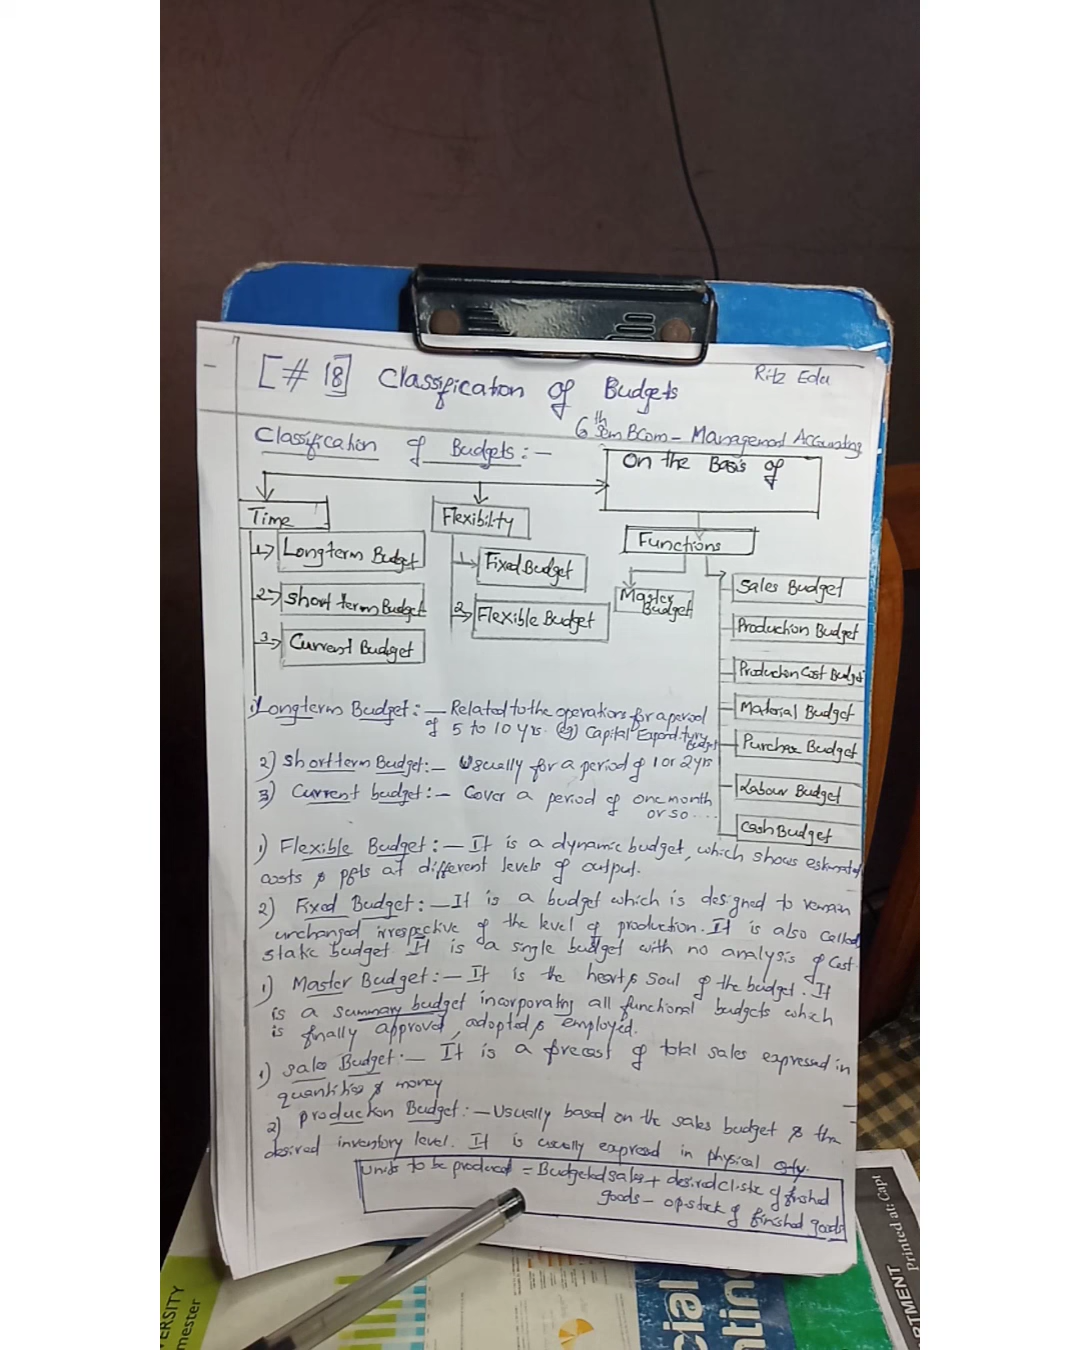 [# 18] Classification of Budgets
Ritz Edu
6th Sem BCom - Management Accounting
Classification of Budgets : -
On the Basis of
Time
Flexibility
Functions
1→ Longterm Budget
2→ Short term Budget
3→ Current Budget
1 Fixed Budget
2→ Flexible Budget
Master Budget
Sales Budget
Production Budget
Production Cost Budget
Material Budget
Purchase Budget
Labour Budget
Cash Budget
1) Longterm Budget : - Related to the operations for a period
of 5 to 10 yrs. (eg) Capital Expenditure Budget
2) Short term Budget : - Usually for a period of 1 or 2 yrs
3) Current budget : - Cover a period of one month
or so ....
1) Flexible Budget : - It is a dynamic budget, which shows estimated
costs & pfts at different levels of output.
2) Fixed Budget : - It is a budget which is designed to remain
unchanged irrespective of the level of production. It is also called
static budget It is a single budget with no analysis of Cost
1) Master Budget : - It is the heart & soul of the budget. It
is a summary budget incorporating all functional budgets which
is finally approved, adopted & employed.
1) Sales Budget : - It is a forecast of total sales expressed in
quantities & money
2) Production Budget : - Usually based on the sales budget & the
desired inventory level. It is usually expressed in physical qty.
units to be produced = Budgeted sales + desired cl. stk of finished
goods - op. stock of finished goods
ERSITY
mester
cial
ntin
RTMENT
Printed at: Capi